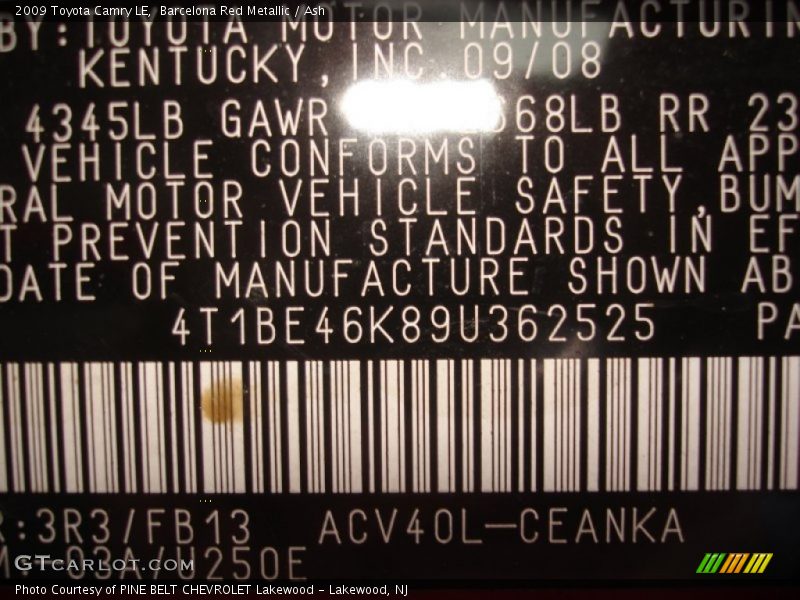 2009 Toyota Camry LE, Barcelona Red Metallic / Ash
BY: TOYOTA MOTOR MANUFACTURIN
KENTUCKY, INC. 09/08
4345LB GAWR 68LB RR 23
VEHICLE CONFORMS TO ALL APP
RAL MOTOR VEHICLE SAFETY, BUM
T PREVENTION STANDARDS IN EF
DATE OF MANUFACTURE SHOWN AB
4T1BE46K89U362525 PA
R:3R3/FB13 ACV40L-CEANKA
03A/U250E
GTCARLOT.COM
Photo Courtesy of PINE BELT CHEVROLET Lakewood - Lakewood, NJ